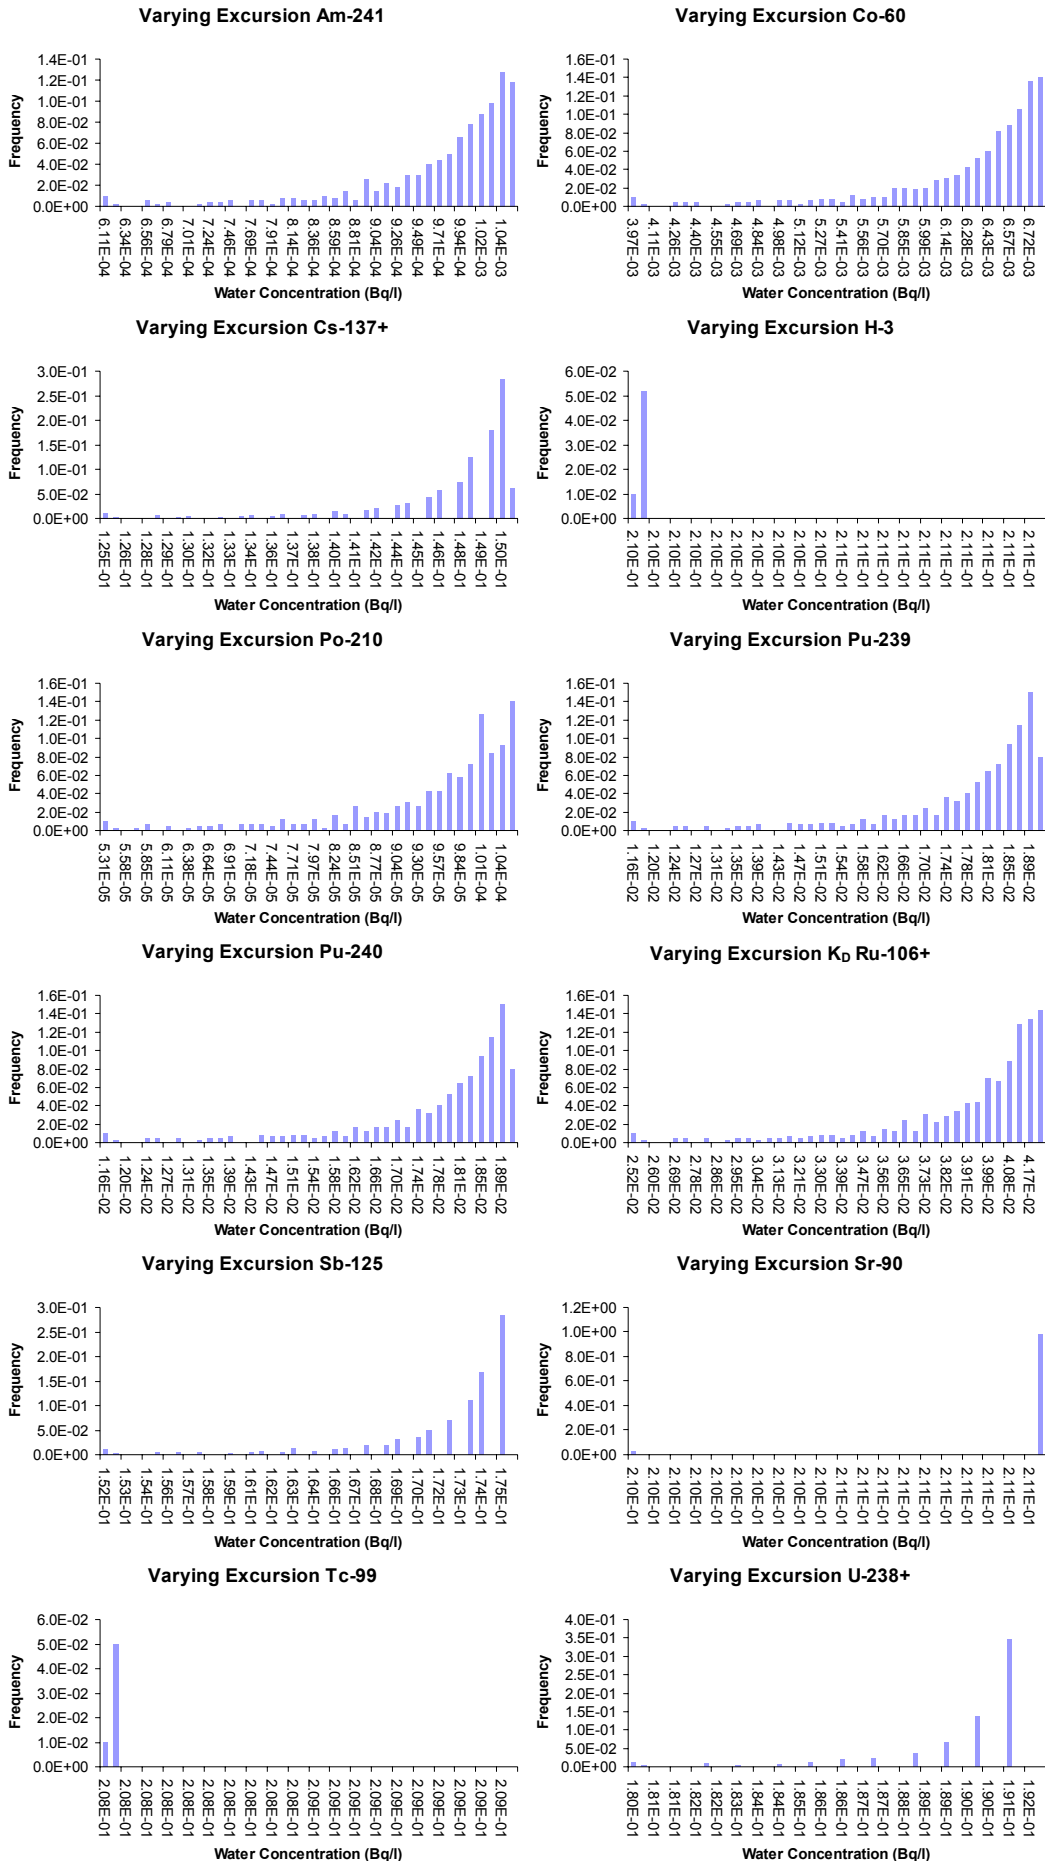 Varying Excursion Am-241
1.4E-01
1.2E-01
1.0E-01
8.0E-02
6.0E-02
4.0E-02
2.0E-02
0.0E+00
Frequency
6.11E-04 6.34E-04 6.56E-04 6.79E-04 7.01E-04 7.24E-04 7.46E-04 7.69E-04 7.91E-04 8.14E-04 8.36E-04 8.59E-04 8.81E-04 9.04E-04 9.26E-04 9.49E-04 9.71E-04 9.94E-04 1.02E-03 1.04E-03
Water Concentration (Bq/l)
Varying Excursion Co-60
1.6E-01
1.4E-01
1.2E-01
1.0E-01
8.0E-02
6.0E-02
4.0E-02
2.0E-02
0.0E+00
Frequency
3.97E-03 4.11E-03 4.26E-03 4.40E-03 4.55E-03 4.69E-03 4.84E-03 4.98E-03 5.12E-03 5.27E-03 5.41E-03 5.56E-03 5.70E-03 5.85E-03 5.99E-03 6.14E-03 6.28E-03 6.43E-03 6.57E-03 6.72E-03
Water Concentration (Bq/l)
Varying Excursion Cs-137+
3.0E-01
2.5E-01
2.0E-01
1.5E-01
1.0E-01
5.0E-02
0.0E+00
Frequency
1.25E-01 1.26E-01 1.28E-01 1.29E-01 1.30E-01 1.32E-01 1.33E-01 1.34E-01 1.36E-01 1.37E-01 1.38E-01 1.40E-01 1.41E-01 1.42E-01 1.44E-01 1.45E-01 1.46E-01 1.48E-01 1.49E-01 1.50E-01
Water Concentration (Bq/l)
Varying Excursion H-3
6.0E-02
5.0E-02
4.0E-02
3.0E-02
2.0E-02
1.0E-02
0.0E+00
Frequency
2.10E-01 2.10E-01 2.10E-01 2.10E-01 2.10E-01 2.10E-01 2.10E-01 2.10E-01 2.10E-01 2.10E-01 2.10E-01 2.10E-01 2.10E-01 2.11E-01 2.11E-01 2.11E-01 2.11E-01 2.11E-01 2.11E-01 2.11E-01
Water Concentration (Bq/l)
Varying Excursion Po-210
1.6E-01
1.4E-01
1.2E-01
1.0E-01
8.0E-02
6.0E-02
4.0E-02
2.0E-02
0.0E+00
Frequency
5.31E-05 5.58E-05 5.85E-05 6.11E-05 6.38E-05 6.64E-05 6.91E-05 7.18E-05 7.44E-05 7.71E-05 7.97E-05 8.24E-05 8.51E-05 8.77E-05 9.04E-05 9.30E-05 9.57E-05 9.84E-05 1.01E-04 1.04E-04
Water Concentration (Bq/l)
Varying Excursion Pu-239
1.6E-01
1.4E-01
1.2E-01
1.0E-01
8.0E-02
6.0E-02
4.0E-02
2.0E-02
0.0E+00
Frequency
1.16E-02 1.20E-02 1.24E-02 1.27E-02 1.31E-02 1.35E-02 1.39E-02 1.43E-02 1.47E-02 1.51E-02 1.54E-02 1.58E-02 1.62E-02 1.66E-02 1.70E-02 1.74E-02 1.78E-02 1.81E-02 1.85E-02 1.89E-02
Water Concentration (Bq/l)
Varying Excursion Pu-240
1.6E-01
1.4E-01
1.2E-01
1.0E-01
8.0E-02
6.0E-02
4.0E-02
2.0E-02
0.0E+00
Frequency
1.16E-02 1.20E-02 1.24E-02 1.27E-02 1.31E-02 1.35E-02 1.39E-02 1.43E-02 1.47E-02 1.51E-02 1.54E-02 1.58E-02 1.62E-02 1.66E-02 1.70E-02 1.74E-02 1.78E-02 1.81E-02 1.85E-02 1.89E-02
Water Concentration (Bq/l)
Varying Excursion K_D Ru-106+
1.6E-01
1.4E-01
1.2E-01
1.0E-01
8.0E-02
6.0E-02
4.0E-02
2.0E-02
0.0E+00
Frequency
2.52E-02 2.60E-02 2.69E-02 2.78E-02 2.86E-02 2.95E-02 3.04E-02 3.13E-02 3.21E-02 3.30E-02 3.39E-02 3.47E-02 3.56E-02 3.65E-02 3.73E-02 3.82E-02 3.91E-02 3.99E-02 4.08E-02 4.17E-02
Water Concentration (Bq/l)
Varying Excursion Sb-125
3.0E-01
2.5E-01
2.0E-01
1.5E-01
1.0E-01
5.0E-02
0.0E+00
Frequency
1.52E-01 1.53E-01 1.54E-01 1.56E-01 1.57E-01 1.58E-01 1.59E-01 1.61E-01 1.62E-01 1.63E-01 1.64E-01 1.66E-01 1.67E-01 1.68E-01 1.69E-01 1.70E-01 1.72E-01 1.73E-01 1.74E-01 1.75E-01
Water Concentration (Bq/l)
Varying Excursion Sr-90
1.2E+00
1.0E+00
8.0E-01
6.0E-01
4.0E-01
2.0E-01
0.0E+00
Frequency
2.10E-01 2.10E-01 2.10E-01 2.10E-01 2.10E-01 2.10E-01 2.10E-01 2.10E-01 2.10E-01 2.10E-01 2.10E-01 2.10E-01 2.10E-01 2.11E-01 2.11E-01 2.11E-01 2.11E-01 2.11E-01 2.11E-01 2.11E-01
Water Concentration (Bq/l)
Varying Excursion Tc-99
6.0E-02
5.0E-02
4.0E-02
3.0E-02
2.0E-02
1.0E-02
0.0E+00
Frequency
2.08E-01 2.08E-01 2.08E-01 2.08E-01 2.08E-01 2.08E-01 2.08E-01 2.08E-01 2.08E-01 2.08E-01 2.09E-01 2.09E-01 2.09E-01 2.09E-01 2.09E-01 2.09E-01 2.09E-01 2.09E-01 2.09E-01 2.09E-01
Water Concentration (Bq/l)
Varying Excursion U-238+
4.0E-01
3.5E-01
3.0E-01
2.5E-01
2.0E-01
1.5E-01
1.0E-01
5.0E-02
0.0E+00
Frequency
1.80E-01 1.81E-01 1.81E-01 1.82E-01 1.83E-01 1.83E-01 1.84E-01 1.84E-01 1.85E-01 1.86E-01 1.86E-01 1.87E-01 1.87E-01 1.88E-01 1.89E-01 1.89E-01 1.90E-01 1.90E-01 1.91E-01 1.92E-01
Water Concentration (Bq/l)